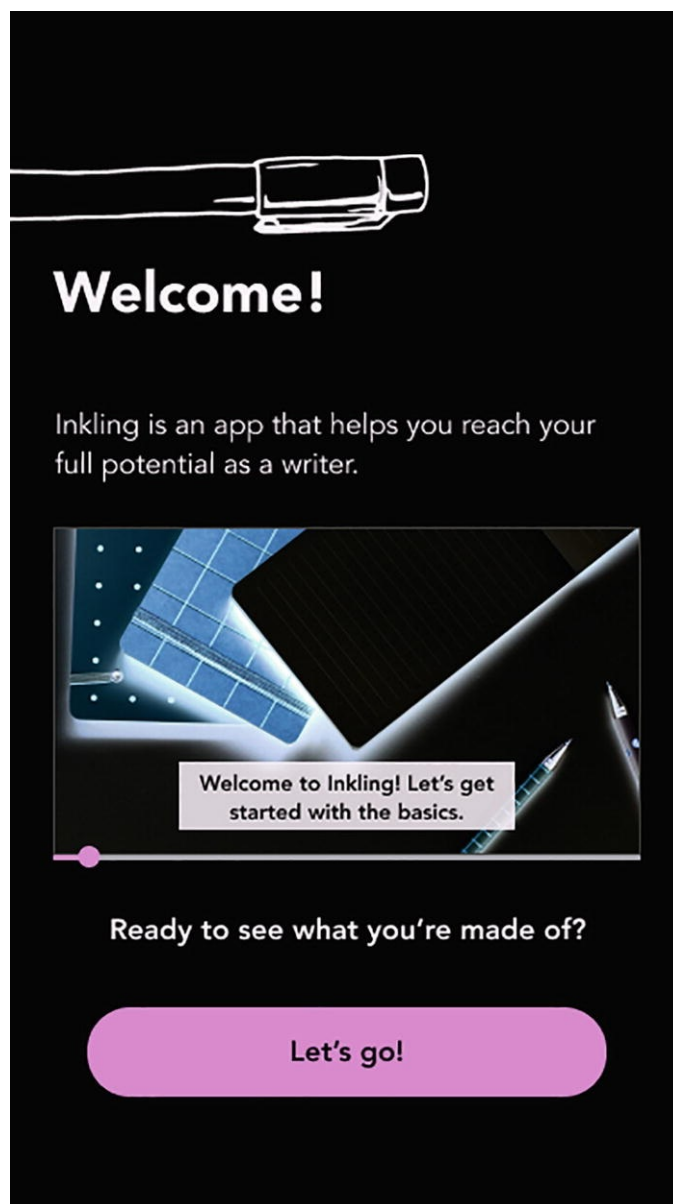 Welcome!
Inkling is an app that helps you reach your
full potential as a writer.
Welcome to Inkling! Let’s get
started with the basics.
Ready to see what you’re made of?
Let’s go!